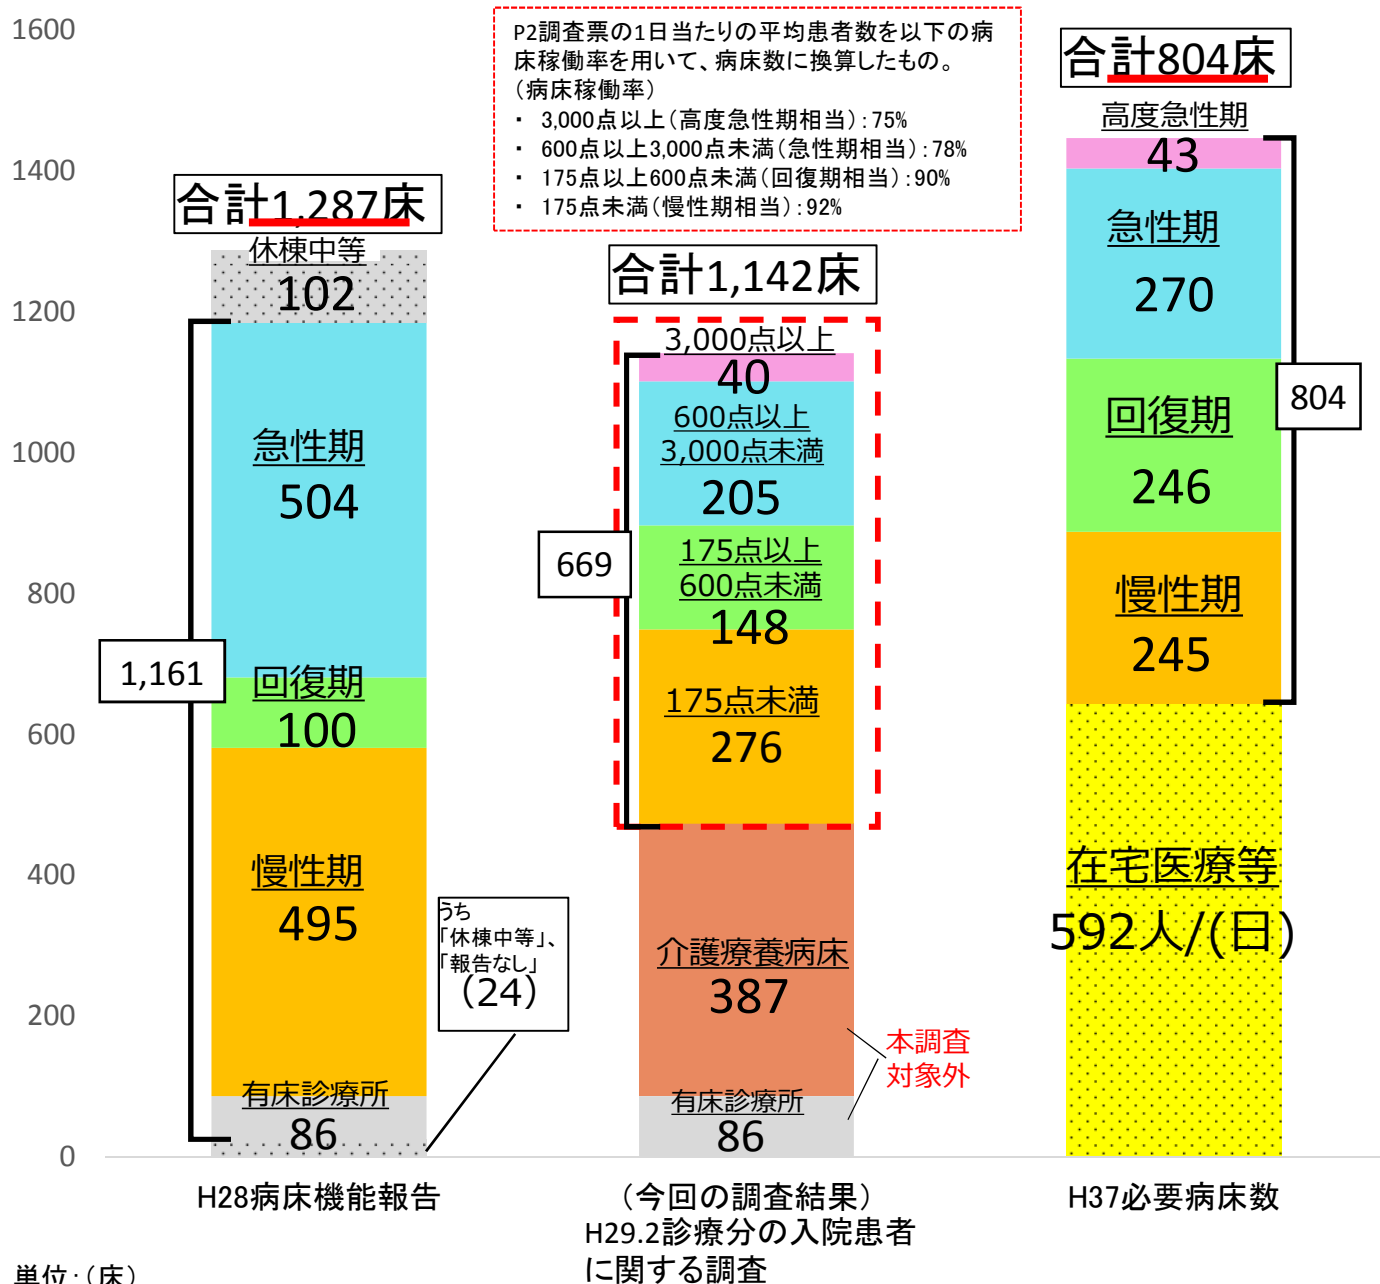 1600
1400
1200
1000
800
600
400
200
0
P2調査票の1日当たりの平均患者数を以下の病
床稼働率を用いて、病床数に換算したもの。
（病床稼働率）
・ 3,000点以上(高度急性期相当):75%
・ 600点以上3,000点未満(急性期相当):78%
・ 175点以上600点未満(回復期相当):90%
・ 175点未満(慢性期相当):92%
合計1,287床
休棟中等
102
急性期
504
1,161
回復期
100
慢性期
495
うち
「休棟中等」、
「報告なし」
(24)
有床診療所
86
H28病床機能報告
合計1,142床
3,000点以上
40
600点以上
3,000点未満
205
669
175点以上
600点未満
148
175点未満
276
介護療養病床
387
本調査
対象外
有床診療所
86
（今回の調査結果）
H29.2診療分の入院患者
に関する調査
合計804床
高度急性期
43
急性期
270
804
回復期
246
慢性期
245
在宅医療等
592人/(日)
H37必要病床数
単位：（床）